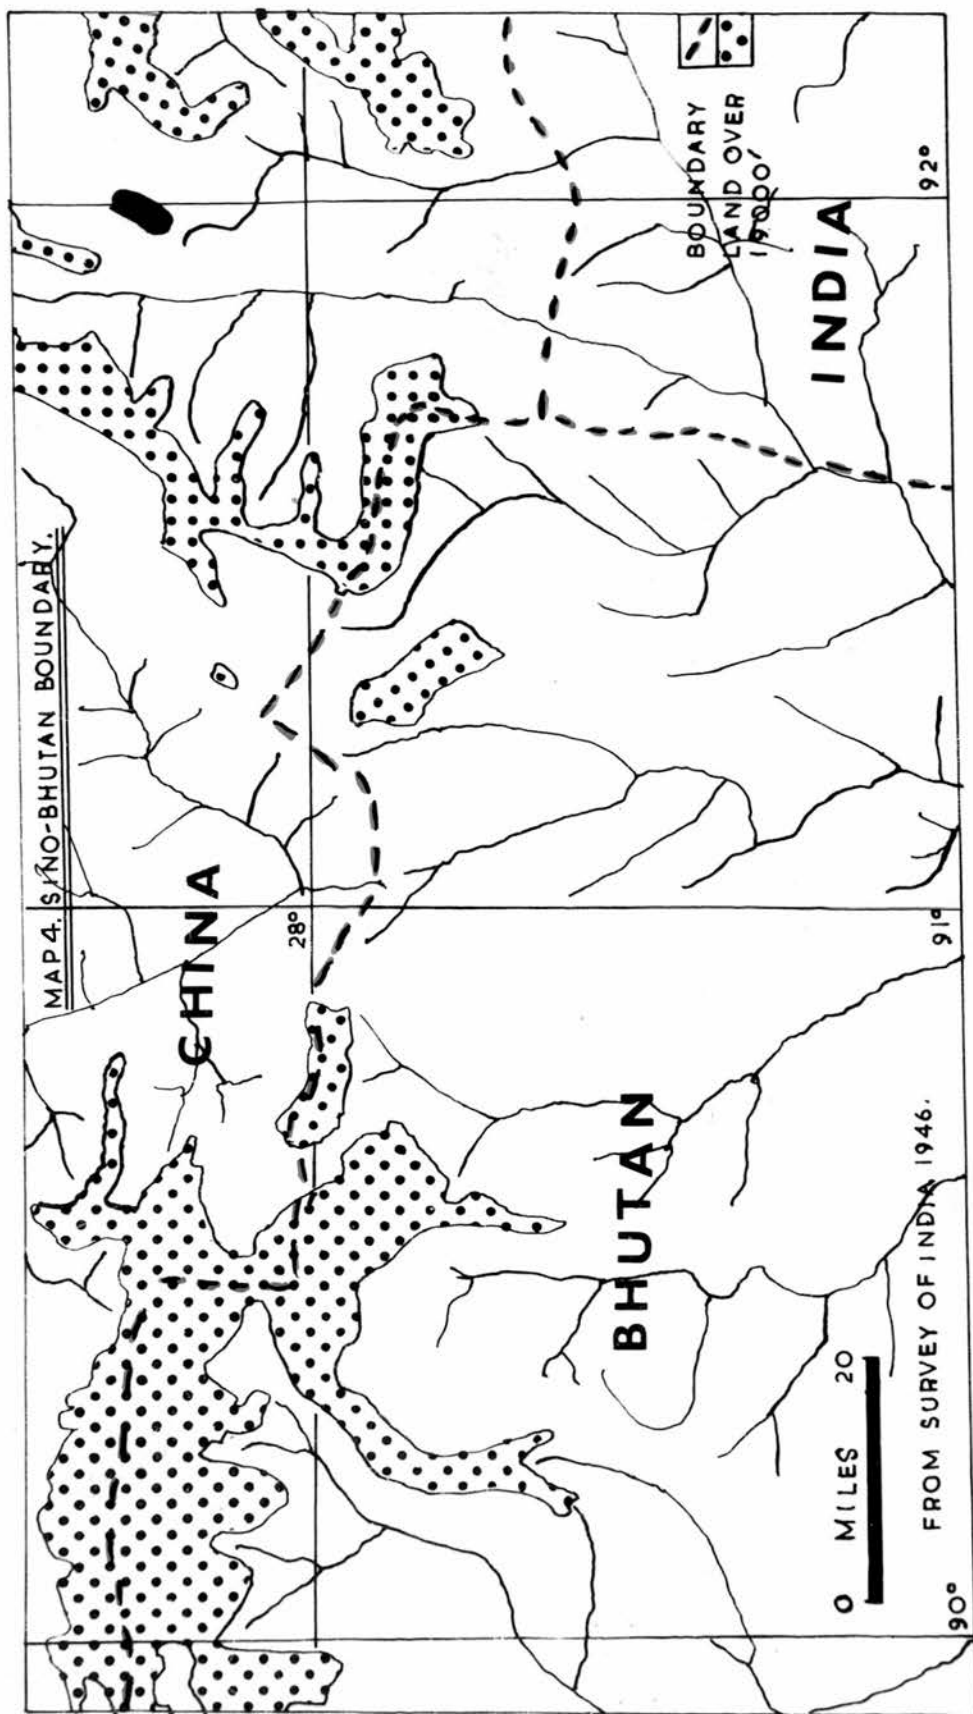 MAP 4. SINO-BHUTAN BOUNDARY.
CHINA
28°
BHUTAN
INDIA
BOUNDARY
LAND OVER
19000'
0 MILES 20
FROM SURVEY OF INDIA 1946.
90°
91°
92°